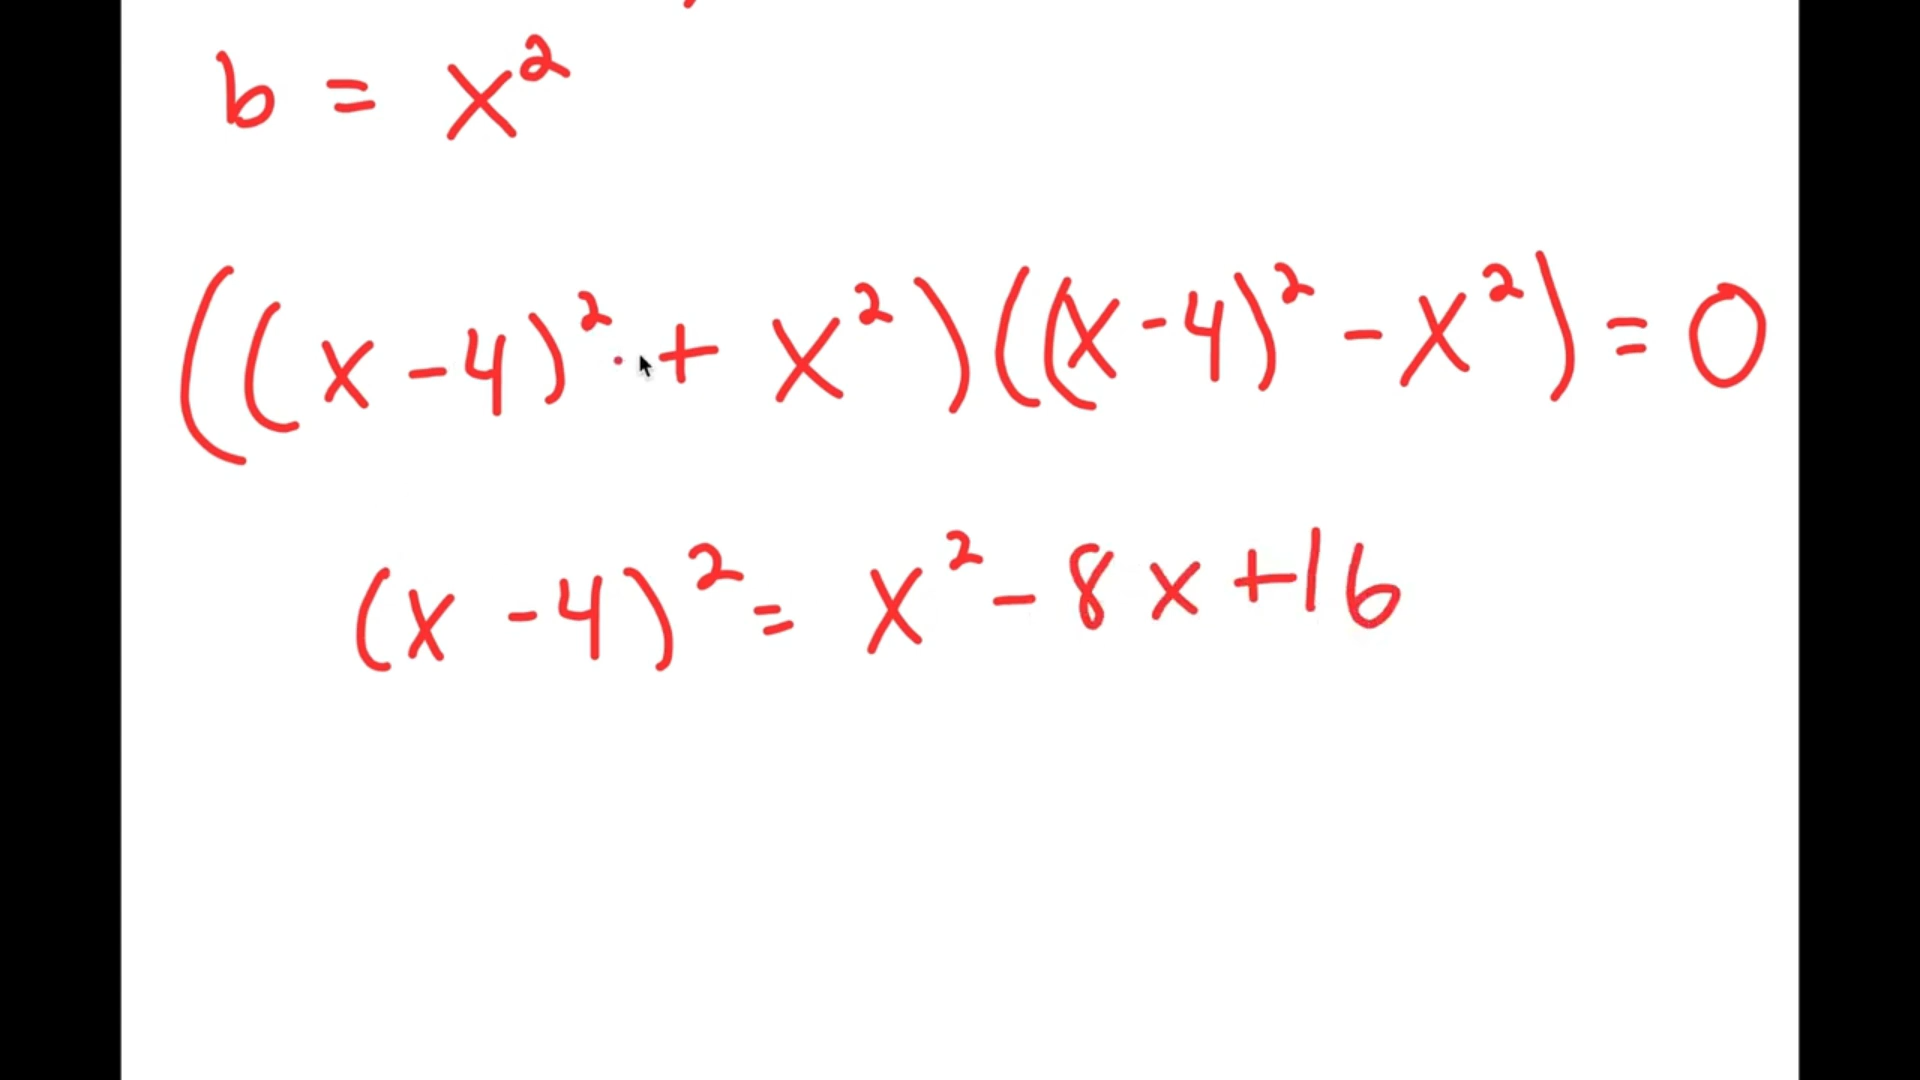 b = x²
((x-4)² + x²)((x-4)² - x²) = 0
(x-4)² = x² - 8x + 16